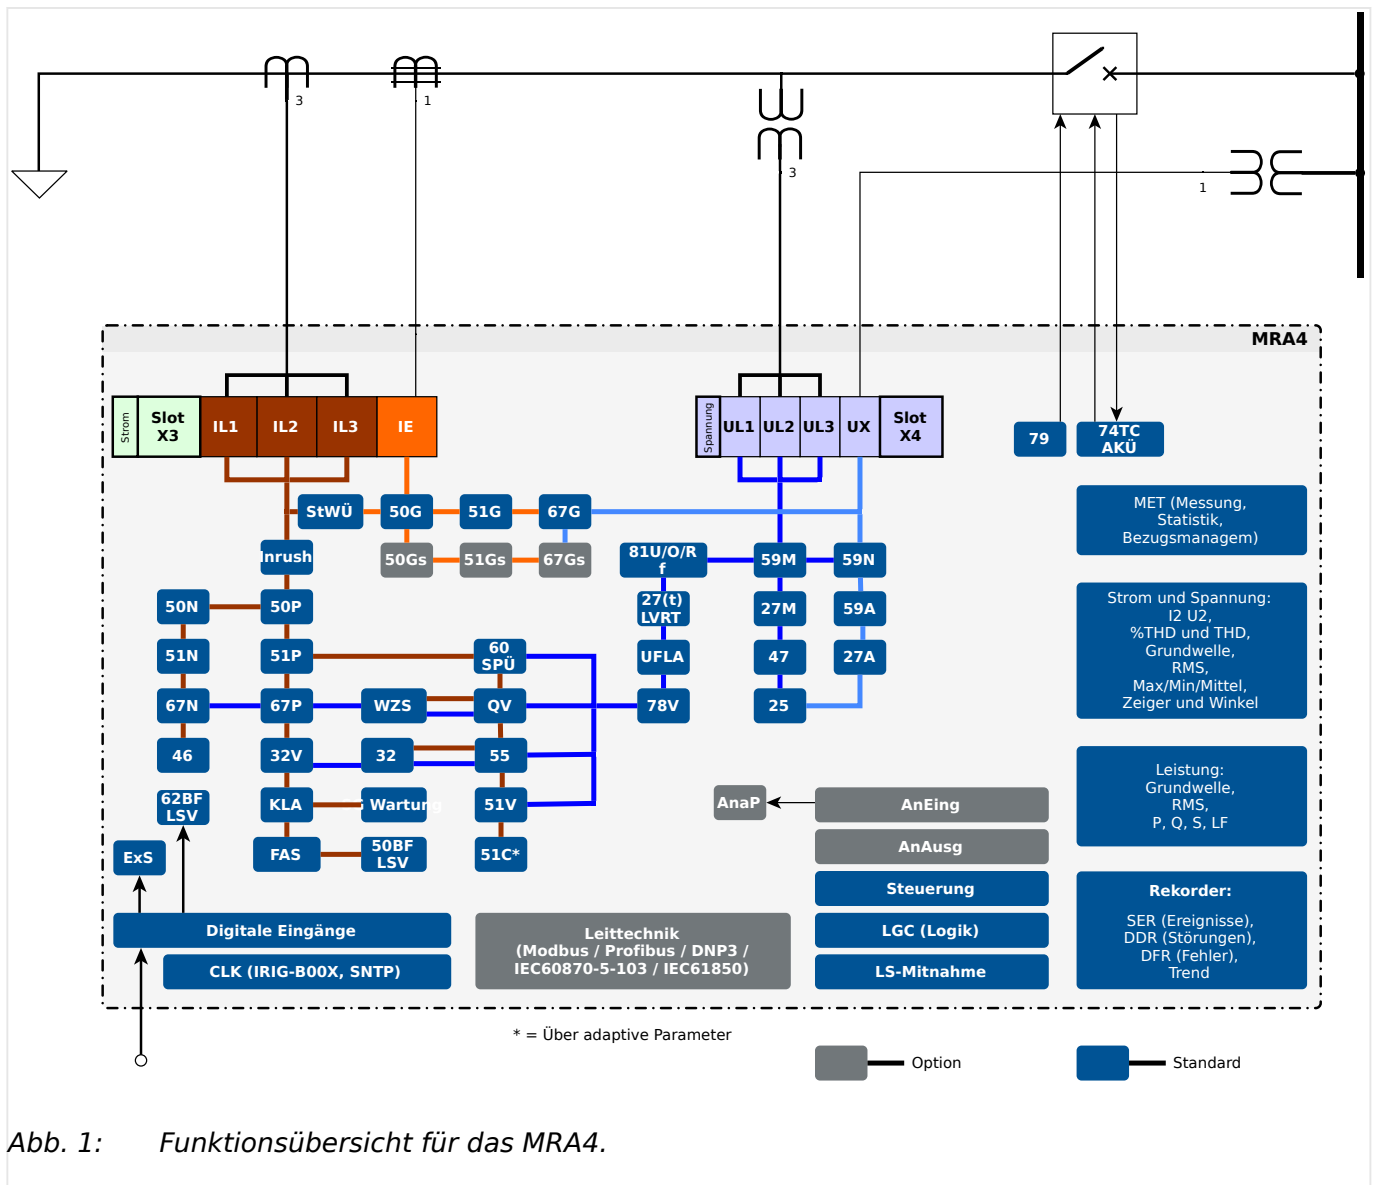 3
1
3
1
MRA4
Strom
Slot
X3
IL1
IL2
IL3
IE
Spannung
UL1
UL2
UL3
UX
Slot
X4
79
74TC
AKÜ
StWÜ
50G
51G
67G
Inrush
50Gs
51Gs
67Gs
81U/O/R
f
59M
59N
50N
50P
27(t)
LVRT
27M
59A
51N
51P
60
SPÜ
UFLA
47
27A
67N
67P
WZS
QV
78V
25
46
32V
32
55
62BF
LSV
KLA
Wartung
51V
ExS
FAS
50BF
LSV
51C*
AnaP
AnEing
AnAusg
Steuerung
LGC (Logik)
LS-Mitnahme
Digitale Eingänge
CLK (IRIG-B00X, SNTP)
Leittechnik
(Modbus / Profibus / DNP3 /
IEC60870-5-103 / IEC61850)
MET (Messung,
Statistik,
Bezugsmanagem)
Strom und Spannung:
I2 U2,
%THD und THD,
Grundwelle,
RMS,
Max/Min/Mittel,
Zeiger und Winkel
Leistung:
Grundwelle,
RMS,
P, Q, S, LF
Rekorder:
SER (Ereignisse),
DDR (Störungen),
DFR (Fehler),
Trend
* = Über adaptive Parameter
Option
Standard
Abb. 1: Funktionsübersicht für das MRA4.